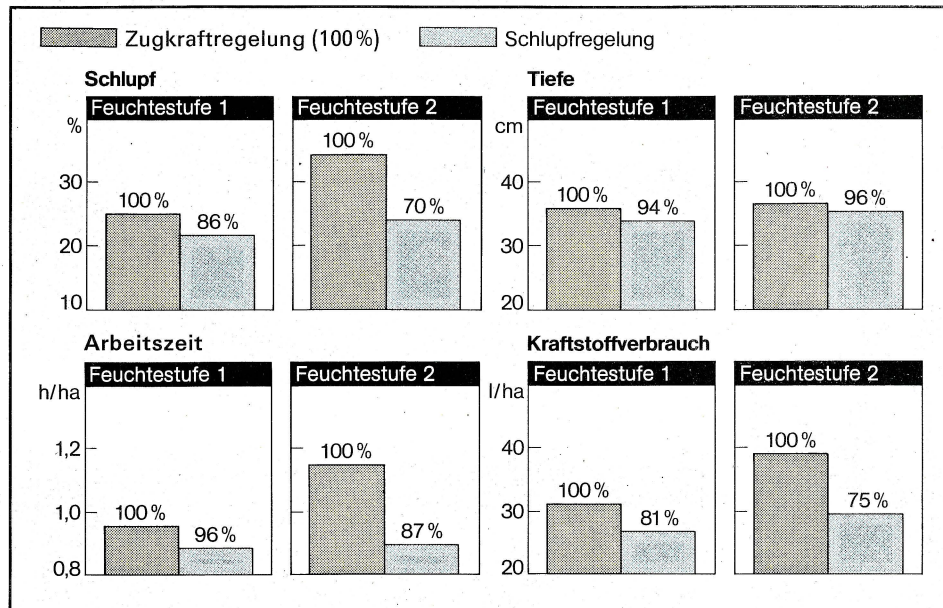 Zugkraftregelung (100%) Schlupfregelung
Schlupf
Feuchtestufe 1 Feuchtestufe 2
%
30
20
10
100%
86%
100%
70%
Tiefe
Feuchtestufe 1 Feuchtestufe 2
cm
40
30
20
100%
94%
100%
96%
Arbeitszeit
Feuchtestufe 1 Feuchtestufe 2
h/ha
1,2
1,0
0,8
100%
96%
100%
87%
Kraftstoffverbrauch
Feuchtestufe 1 Feuchtestufe 2
l/ha
40
30
20
100%
81%
100%
75%